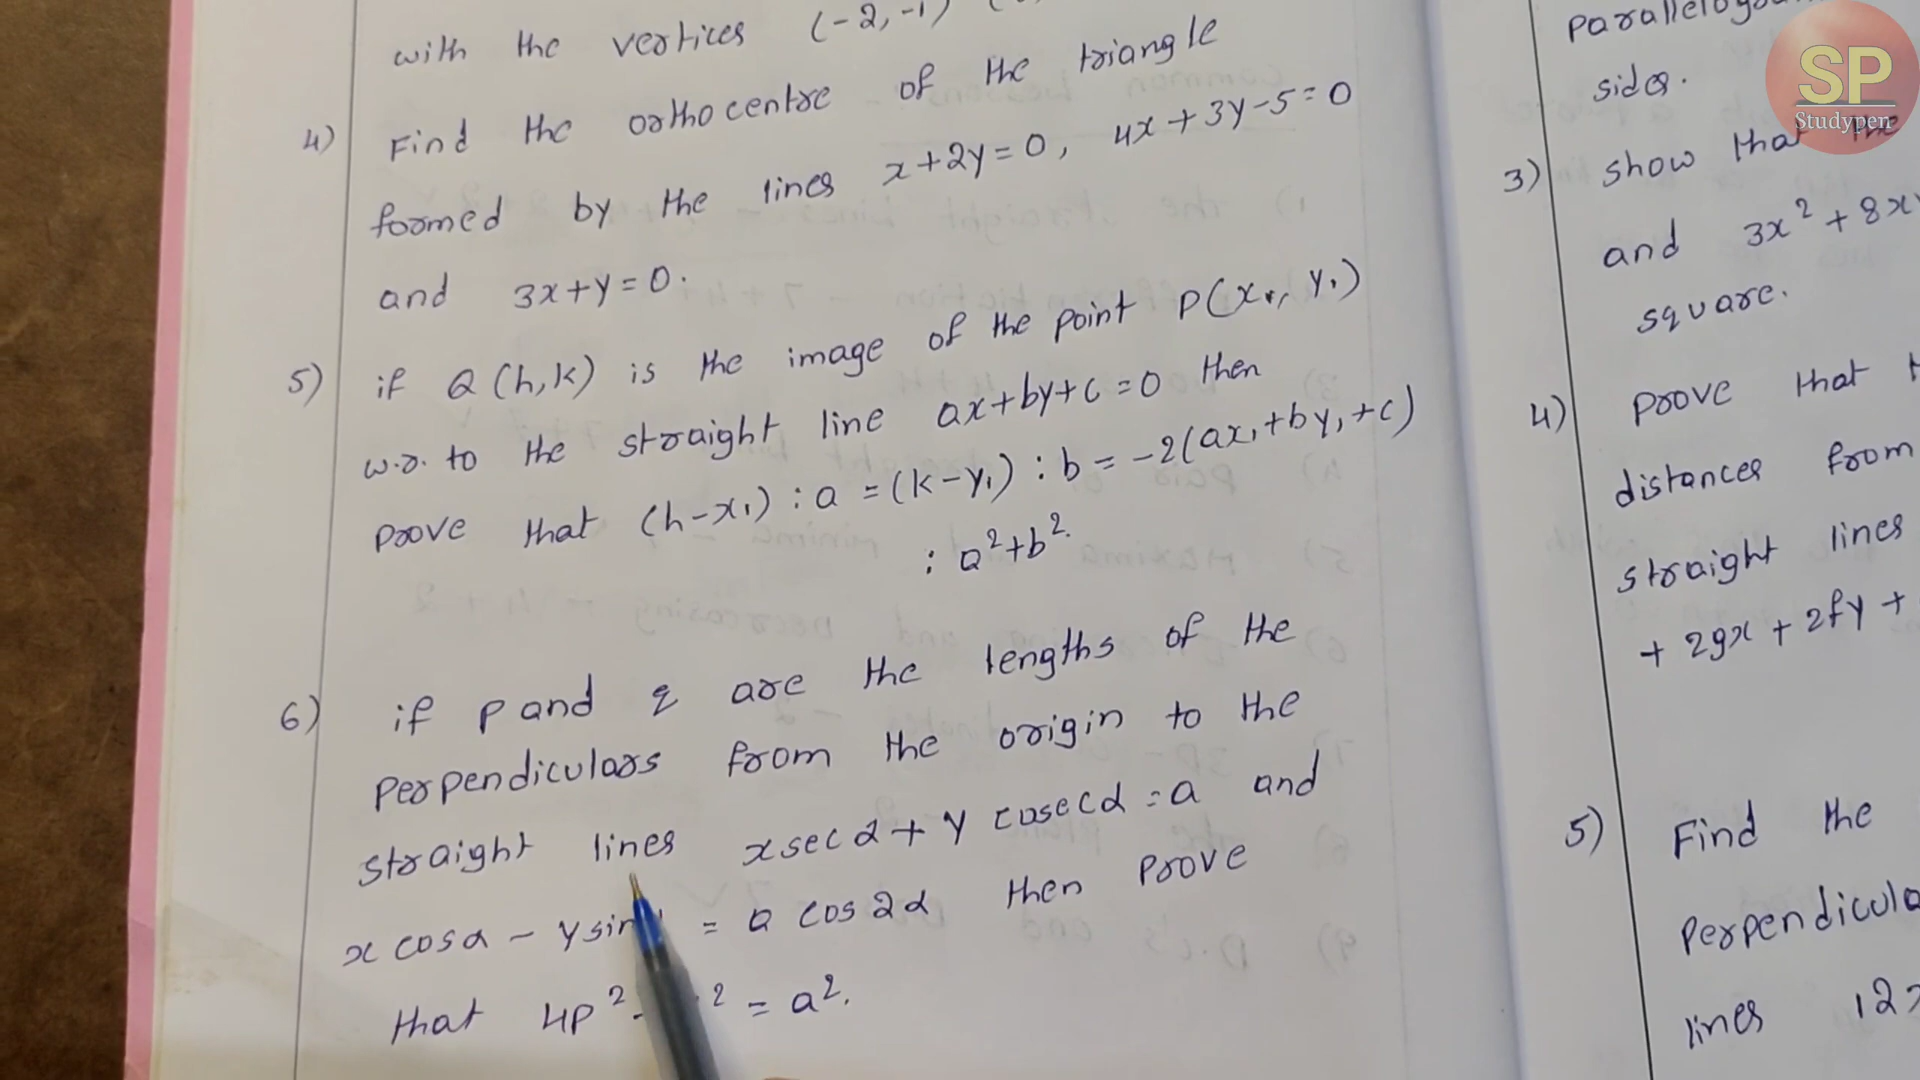 with the vertices (-2,-1)
4) Find the orthocentre of the triangle
formed by the lines x+2y=0, 4x+3y-5=0
and 3x+y=0.
5) if Q(h,k) is the image of the point P(x₁, y₁)
w.r. to the straight line ax+by+c=0 then
prove that (h-x₁) : a = (k-y₁) : b = -2(ax₁+by₁+c)
: a²+b².
6) if p and q are the lengths of the
perpendiculars from the origin to the
straight lines x sec α + y cosec α = a and
x cos α - y sin = a cos 2α then prove
that 4p² ² = a².
sides.
3) show that the
and 3x² + 8xy
square.
4) prove that
distances from
straight lines
+ 2gx + 2fy +
5) Find the
perpendicula
lines 12x
SP
Studypen